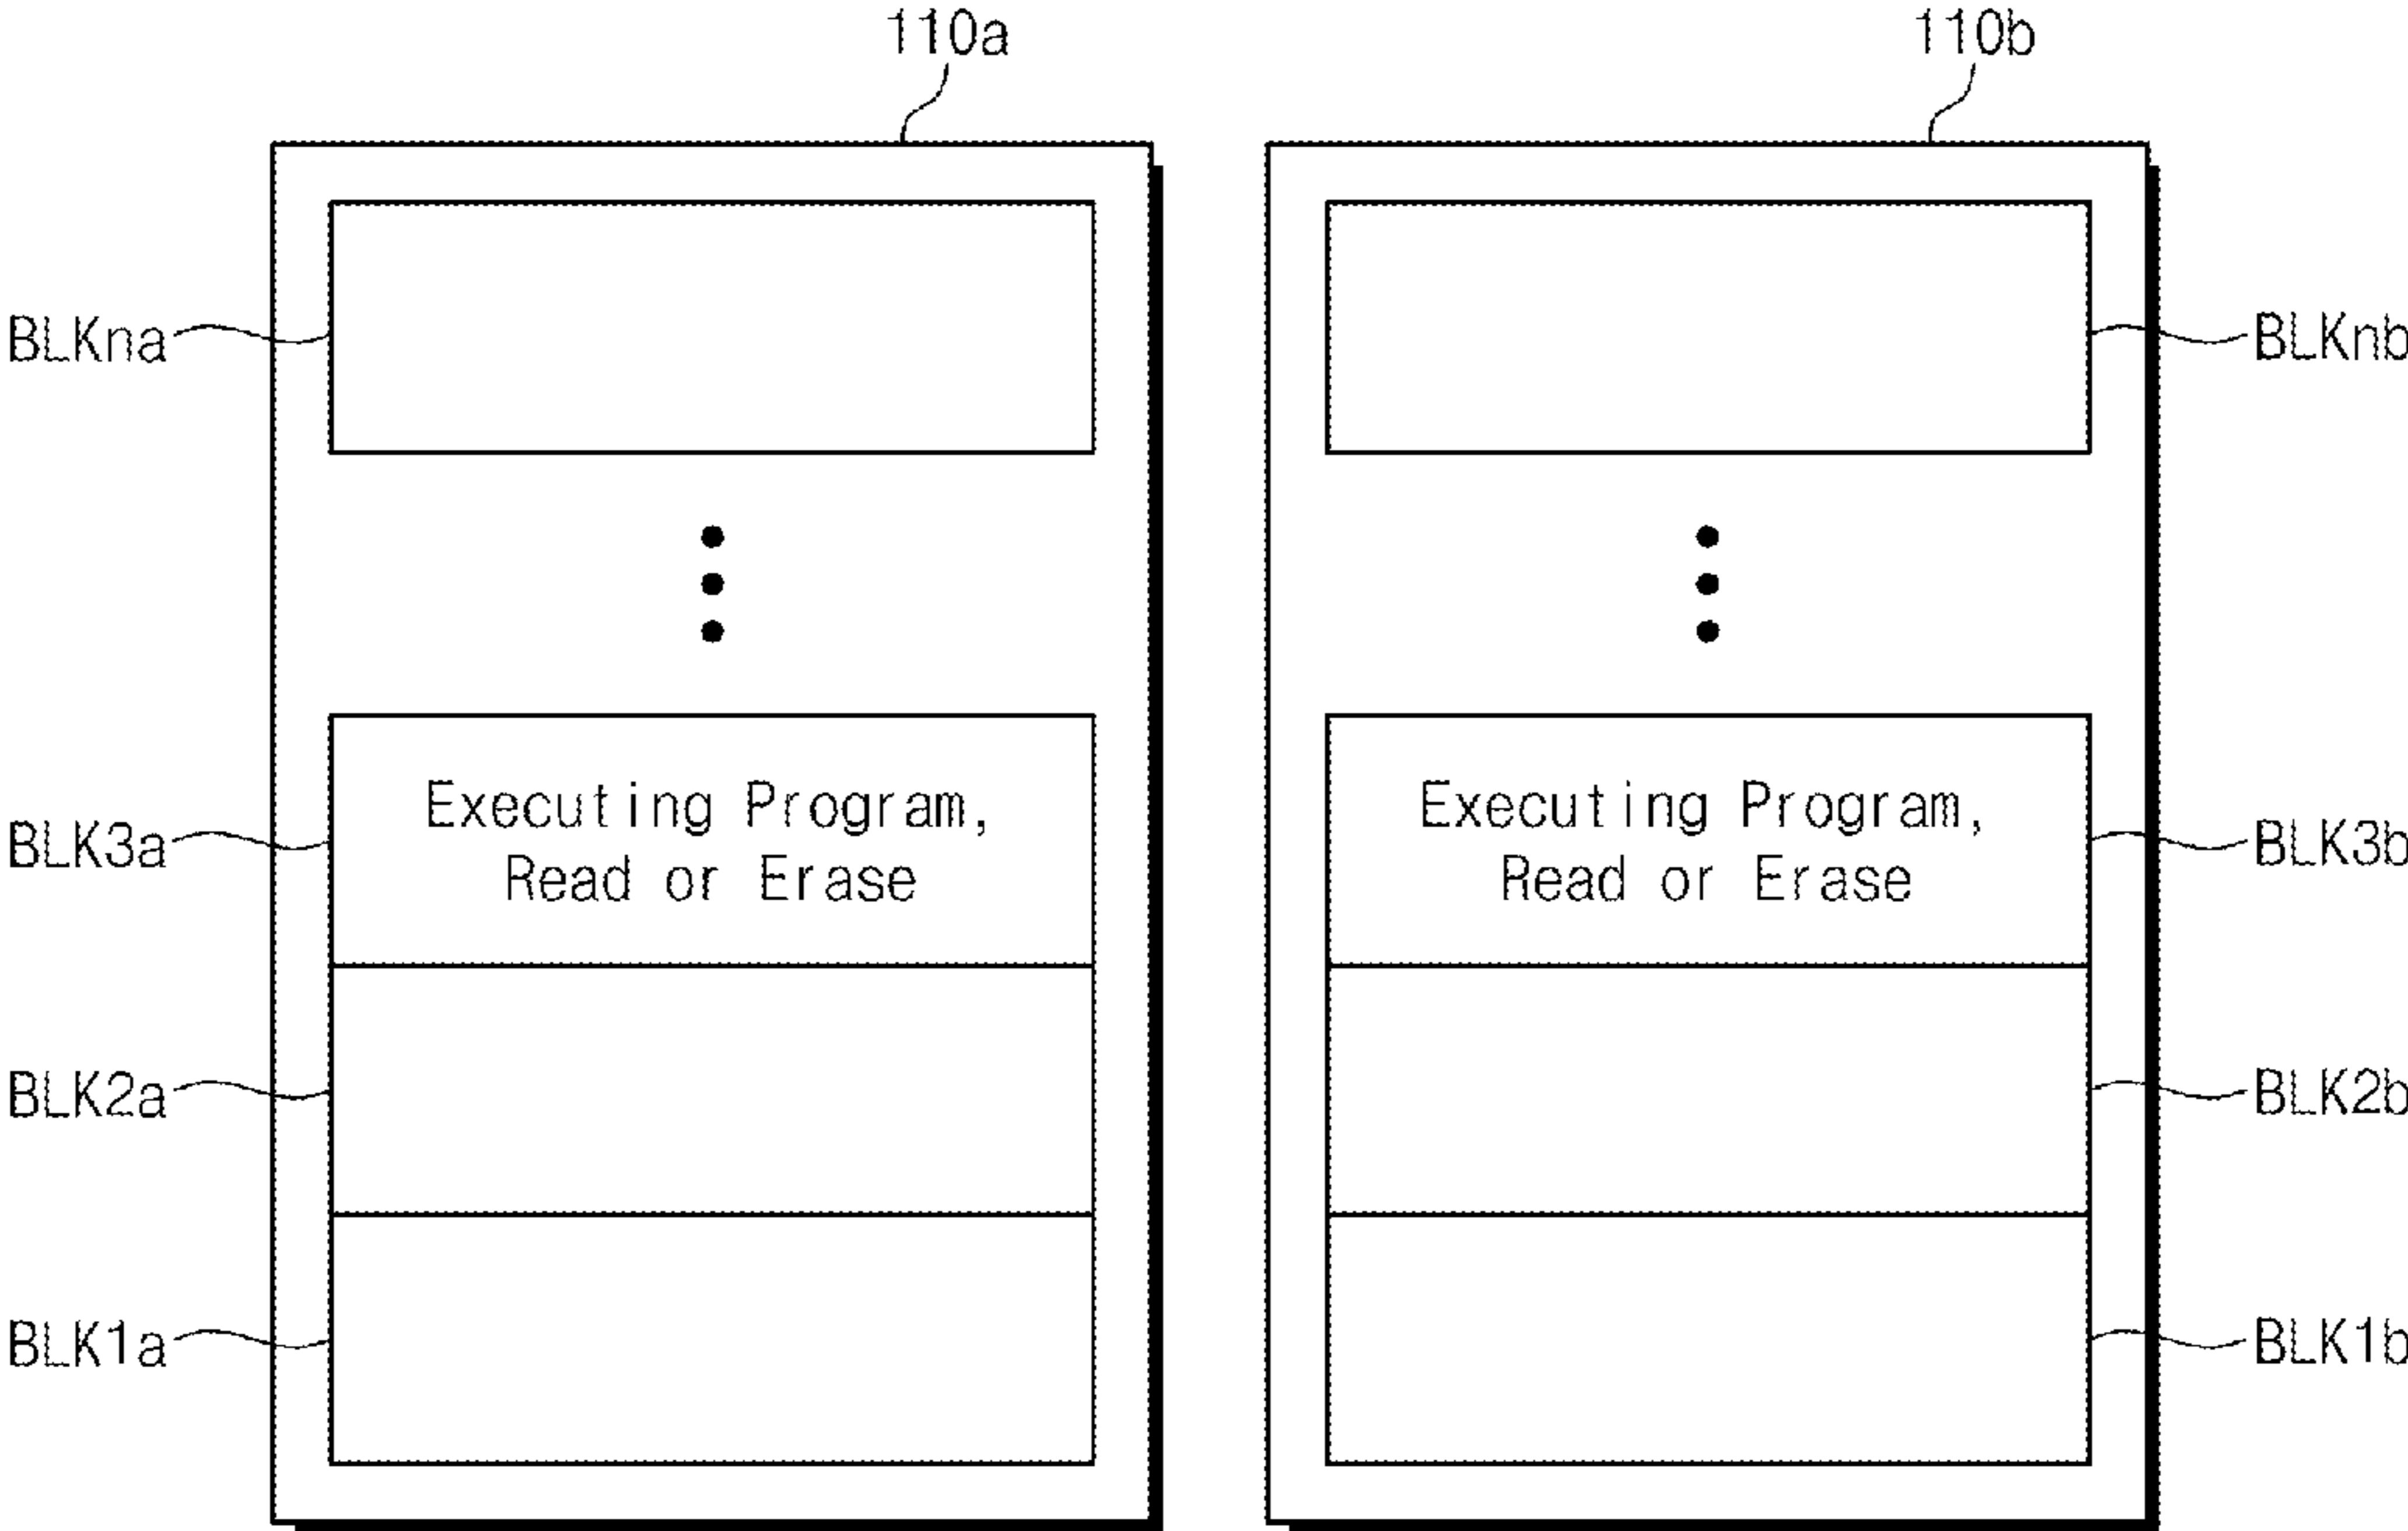 110a
110b
BLKna
BLKnb
Executing Program,
Read or Erase
BLK3a
Executing Program,
Read or Erase
BLK3b
BLK2a
BLK2b
BLK1a
BLK1b